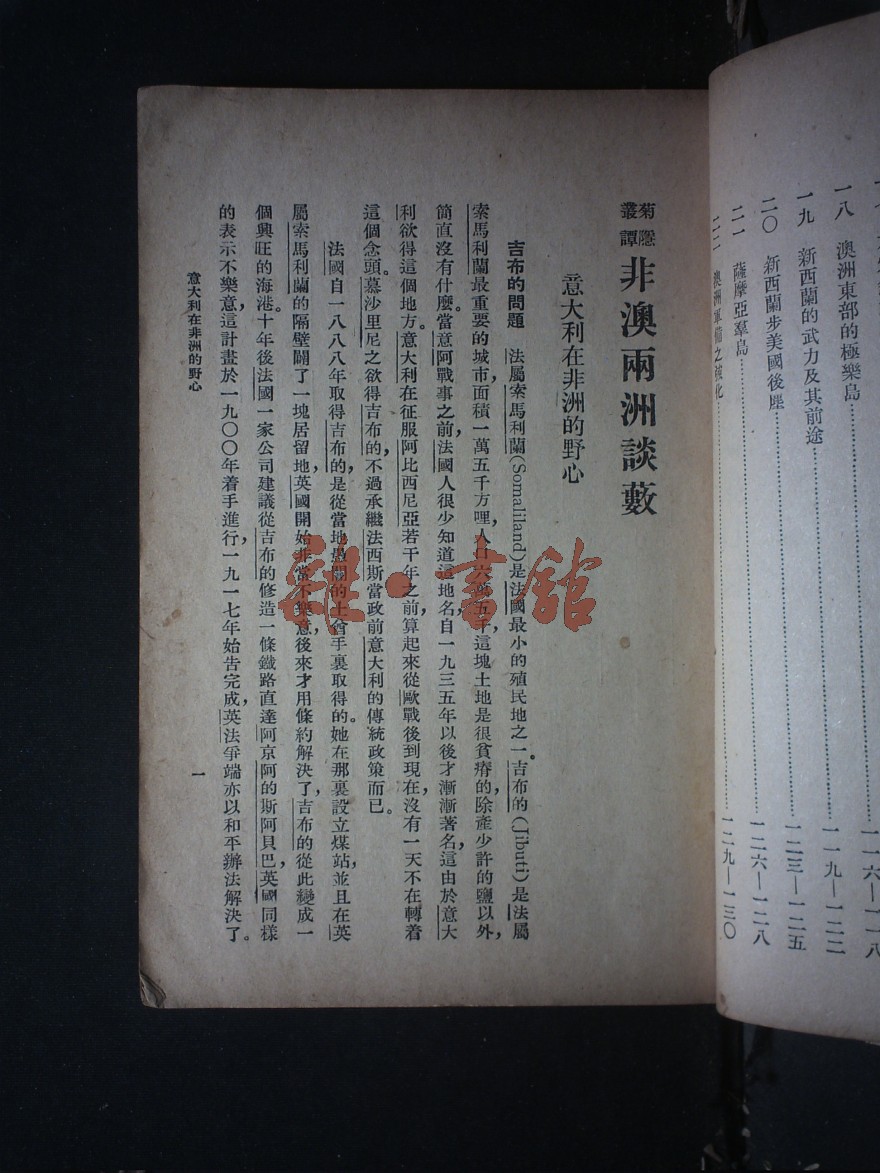 一八　澳洲東部的極樂島……一一六—一一八
一九　新西蘭的武力及其前途……一一九—一二二
二〇　新西蘭步美國後塵……一二三—一二五
二一　薩摩亞羣島……一二六—一二八
二二　澳洲軍備之強化……一二九—一三〇
菊隱叢譚　非澳兩洲談藪
意大利在非洲的野心
吉布的問題　法屬索馬利蘭(Somaliland)是法國最小的殖民地之一。吉布的(Jibuti)是法屬
索馬利蘭最重要的城市，面積一萬五千方哩，人口六萬五千，這塊土地是很貧瘠的，除產少許的鹽以外，
簡直沒有什麼。當意阿戰事之前，法國人很少知道這地名，自一九三五年以後才漸漸著名，這由於意大
利欲得這個地方。意大利在征服阿比西尼亞若干年之前，算起來從歐戰後到現在，沒有一天不在轉着
這個念頭。慕沙里尼之欲得吉布的，不過承繼法西斯當政前意大利的傳統政策而已。
法國自一八八八年取得吉布的，是從當地愚闇的土酋手裏取得的。她在那裏設立煤站，並且在英
屬索馬利蘭的隔壁闢了一塊居留地，英國開始非常不樂意，後來才用條約解決了，吉布的從此變成一
個興旺的海港。十年後法國一家公司建議從吉布的修造一條鐵路直達阿京阿的斯阿貝巴，英國同樣
的表示不樂意，這計畫於一九〇〇年着手進行，一九一七年始告完成，英法爭端亦以和平辦法解決了。
意大利在非洲的野心
一
雜·書館